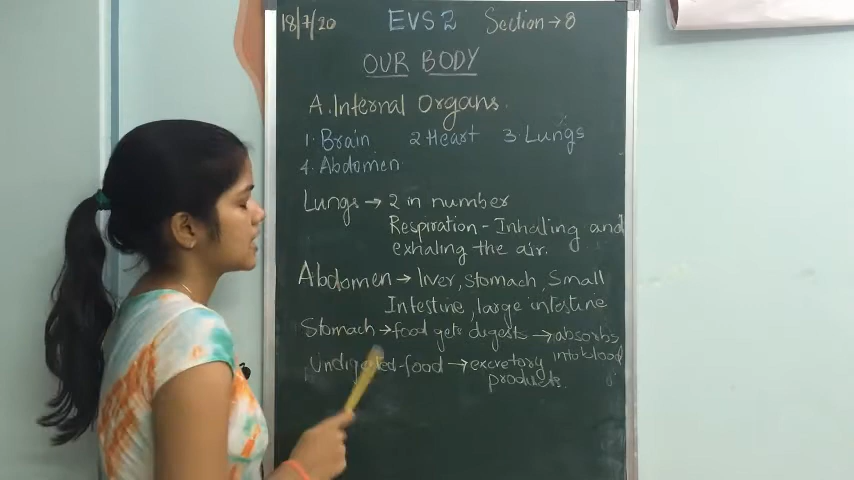 18/7/20 EVS 2 Section → 8
OUR BODY
A. Internal Organs.
1. Brain 2 Heart 3. Lungs
4. Abdomen
Lungs → 2 in number
Respiration - Inhaling and
exhaling the air.
Abdomen → liver, stomach, Small
Intestine, large intestine
Stomach → food gets digests → absorbs
into blood
Undigested food → excretory
products.